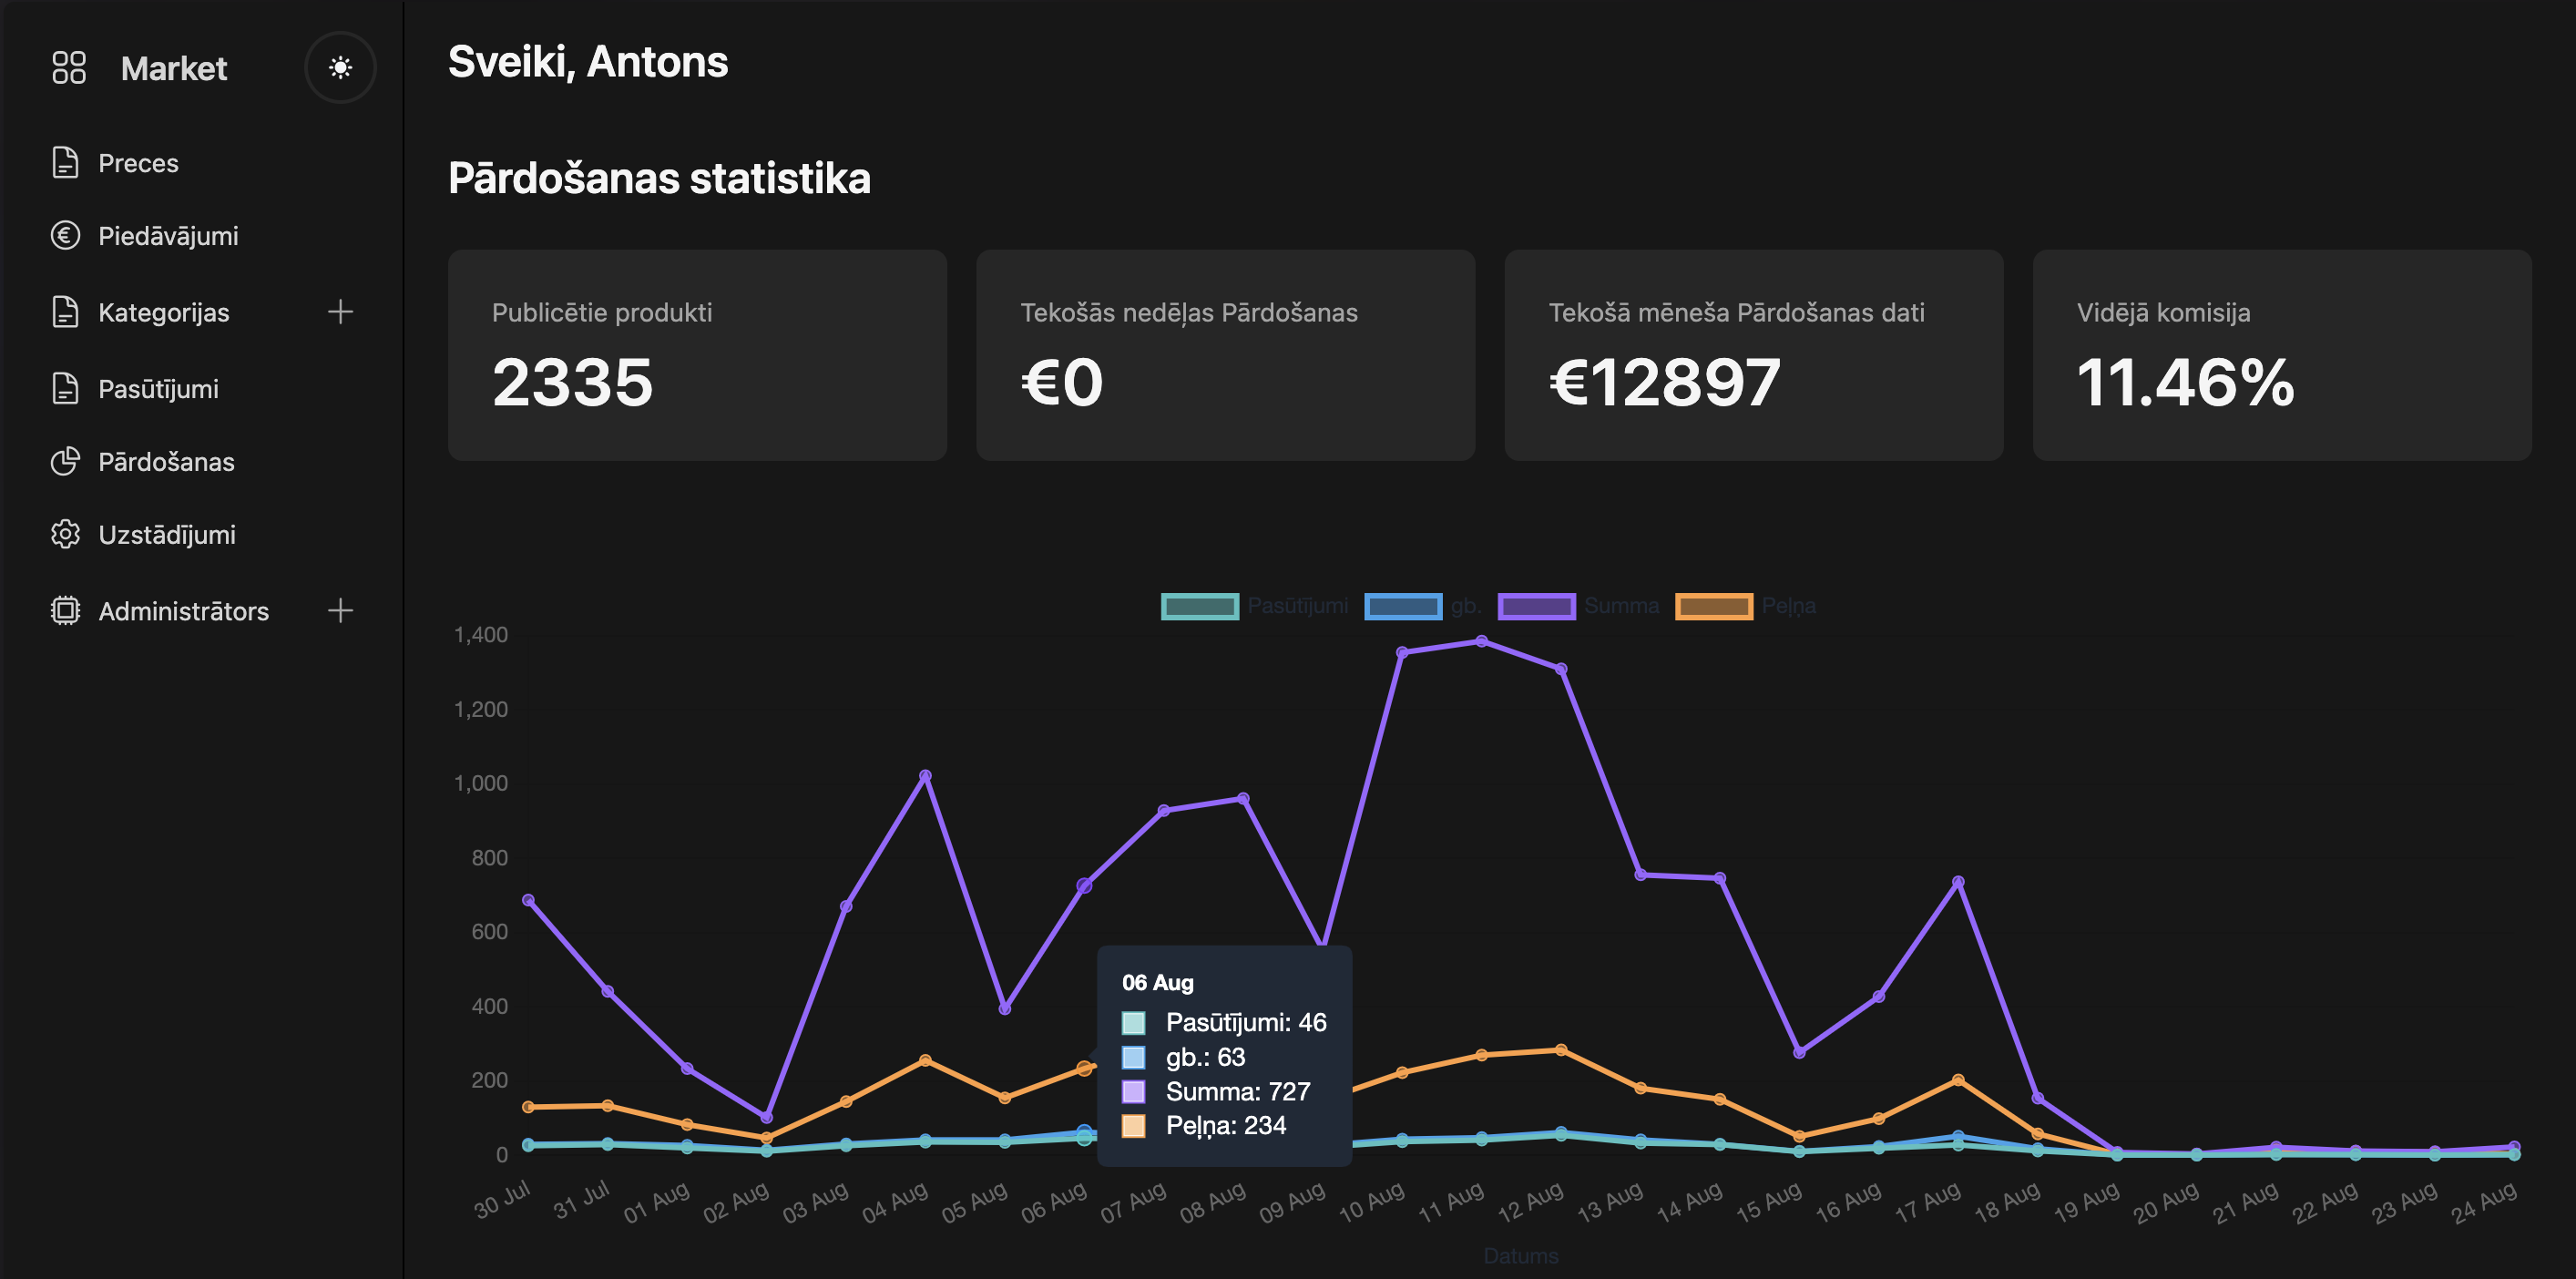 Market
Preces
Piedāvājumi
Kategorijas
Pasūtījumi
Pārdošanas
Uzstādījumi
Administrātors
Sveiki, Antons
Pārdošanas statistika
Publicētie produkti
2335
Tekošās nedēļas Pārdošanas
€0
Tekošā mēneša Pārdošanas dati
€12897
Vidējā komisija
11.46%
Pasūtījumi gb. Summa Peļņa
1,400
1,200
1,000
800
600
400
200
0
06 Aug
Pasūtījumi: 46
gb.: 63
Summa: 727
Peļņa: 234
30 Jul 31 Jul 01 Aug 02 Aug 03 Aug 04 Aug 05 Aug 06 Aug 07 Aug 08 Aug 09 Aug 10 Aug 11 Aug 12 Aug 13 Aug 14 Aug 15 Aug 16 Aug 17 Aug 18 Aug 19 Aug 20 Aug 21 Aug 22 Aug 23 Aug 24 Aug
Datums